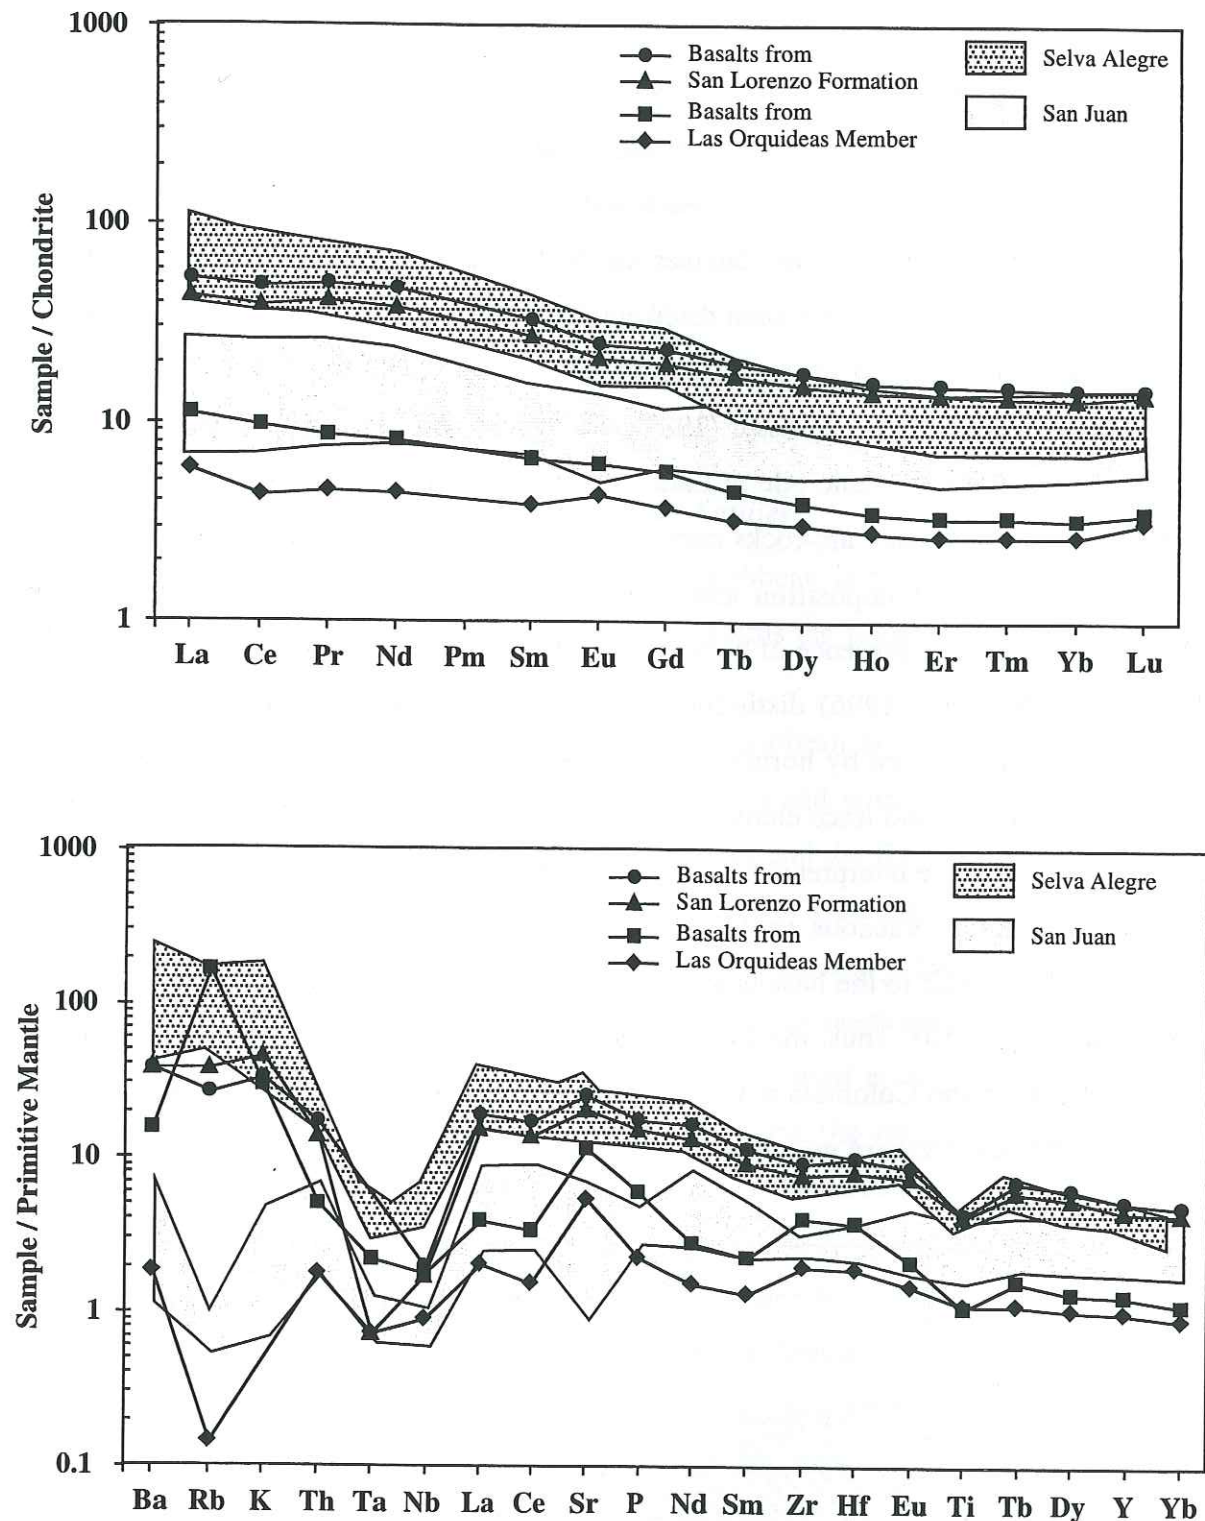 1000
Basalts from
San Lorenzo Formation
Basalts from
Las Orquideas Member
Selva Alegre
San Juan
100
10
1
Sample / Chondrite
La Ce Pr Nd Pm Sm Eu Gd Tb Dy Ho Er Tm Yb Lu
1000
Basalts from
San Lorenzo Formation
Basalts from
Las Orquideas Member
Selva Alegre
San Juan
100
10
1
0.1
Sample / Primitive Mantle
Ba Rb K Th Ta Nb La Ce Sr P Nd Sm Zr Hf Eu Ti Tb Dy Y Yb